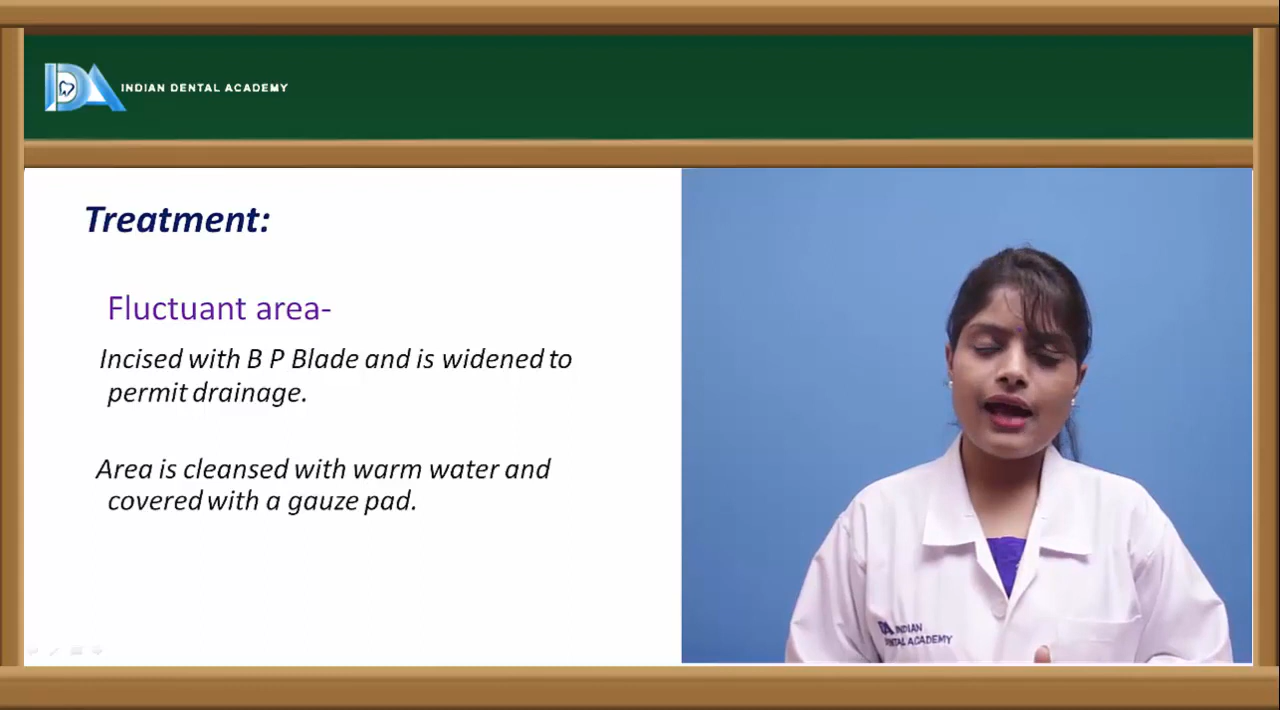 INDIAN DENTAL ACADEMY
Treatment:
Fluctuant area-
Incised with B P Blade and is widened to
permit drainage.
Area is cleansed with warm water and
covered with a gauze pad.
INDIAN
DENTAL ACADEMY